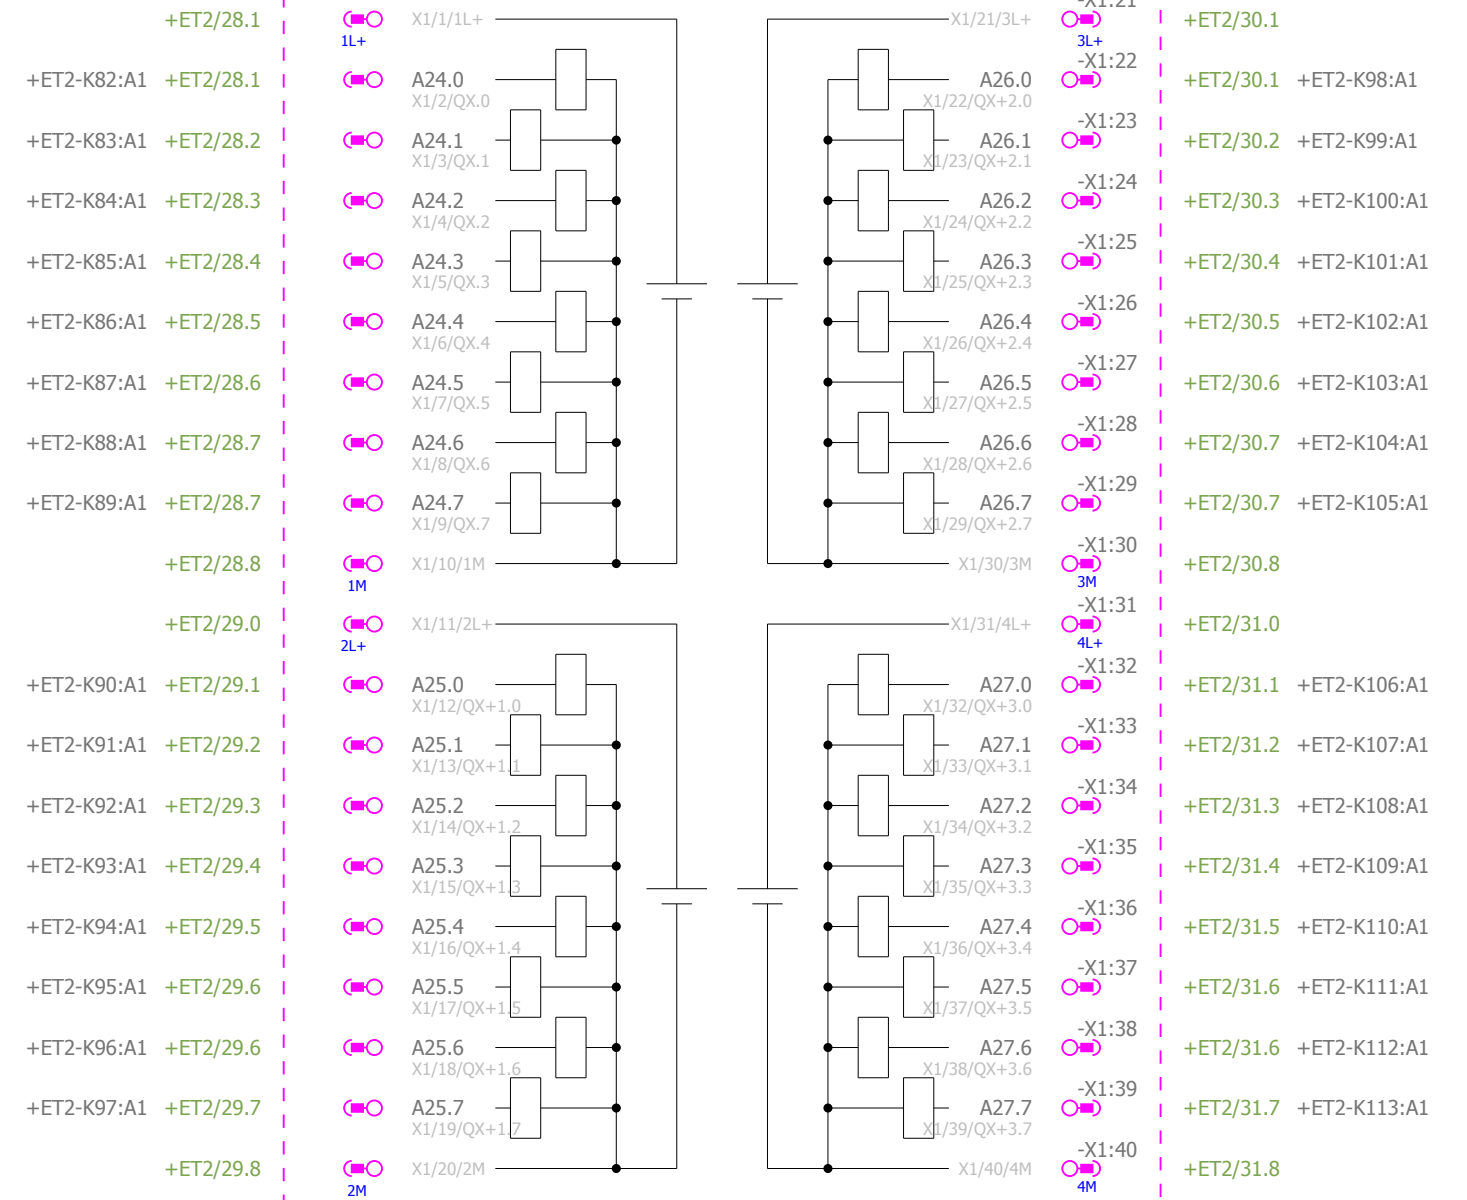 -X1:21
+ET2/28.1 X1/1/1L+ X1/21/3L+ +ET2/30.1
1L+ 3L+
-X1:22
+ET2-K82:A1 +ET2/28.1 A24.0 A26.0 +ET2/30.1 +ET2-K98:A1
X1/2/QX.0 X1/22/QX+2.0
-X1:23
+ET2-K83:A1 +ET2/28.2 A24.1 A26.1 +ET2/30.2 +ET2-K99:A1
X1/3/QX.1 X1/23/QX+2.1
-X1:24
+ET2-K84:A1 +ET2/28.3 A24.2 A26.2 +ET2/30.3 +ET2-K100:A1
X1/4/QX.2 X1/24/QX+2.2
-X1:25
+ET2-K85:A1 +ET2/28.4 A24.3 A26.3 +ET2/30.4 +ET2-K101:A1
X1/5/QX.3 X1/25/QX+2.3
-X1:26
+ET2-K86:A1 +ET2/28.5 A24.4 A26.4 +ET2/30.5 +ET2-K102:A1
X1/6/QX.4 X1/26/QX+2.4
-X1:27
+ET2-K87:A1 +ET2/28.6 A24.5 A26.5 +ET2/30.6 +ET2-K103:A1
X1/7/QX.5 X1/27/QX+2.5
-X1:28
+ET2-K88:A1 +ET2/28.7 A24.6 A26.6 +ET2/30.7 +ET2-K104:A1
X1/8/QX.6 X1/28/QX+2.6
-X1:29
+ET2-K89:A1 +ET2/28.7 A24.7 A26.7 +ET2/30.7 +ET2-K105:A1
X1/9/QX.7 X1/29/QX+2.7
-X1:30
+ET2/28.8 X1/10/1M X1/30/3M +ET2/30.8
1M 3M
-X1:31
+ET2/29.0 X1/11/2L+ X1/31/4L+ +ET2/31.0
2L+ 4L+
-X1:32
+ET2-K90:A1 +ET2/29.1 A25.0 A27.0 +ET2/31.1 +ET2-K106:A1
X1/12/QX+1.0 X1/32/QX+3.0
-X1:33
+ET2-K91:A1 +ET2/29.2 A25.1 A27.1 +ET2/31.2 +ET2-K107:A1
X1/13/QX+1.1 X1/33/QX+3.1
-X1:34
+ET2-K92:A1 +ET2/29.3 A25.2 A27.2 +ET2/31.3 +ET2-K108:A1
X1/14/QX+1.2 X1/34/QX+3.2
-X1:35
+ET2-K93:A1 +ET2/29.4 A25.3 A27.3 +ET2/31.4 +ET2-K109:A1
X1/15/QX+1.3 X1/35/QX+3.3
-X1:36
+ET2-K94:A1 +ET2/29.5 A25.4 A27.4 +ET2/31.5 +ET2-K110:A1
X1/16/QX+1.4 X1/36/QX+3.4
-X1:37
+ET2-K95:A1 +ET2/29.6 A25.5 A27.5 +ET2/31.6 +ET2-K111:A1
X1/17/QX+1.5 X1/37/QX+3.5
-X1:38
+ET2-K96:A1 +ET2/29.6 A25.6 A27.6 +ET2/31.6 +ET2-K112:A1
X1/18/QX+1.6 X1/38/QX+3.6
-X1:39
+ET2-K97:A1 +ET2/29.7 A25.7 A27.7 +ET2/31.7 +ET2-K113:A1
X1/19/QX+1.7 X1/39/QX+3.7
-X1:40
+ET2/29.8 X1/20/2M X1/40/4M +ET2/31.8
2M 4M